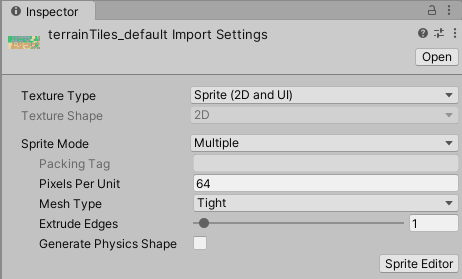 Inspector
terrainTiles_default Import Settings
Open
Texture Type Sprite (2D and UI)
Texture Shape 2D
Sprite Mode Multiple
Packing Tag
Pixels Per Unit 64
Mesh Type Tight
Extrude Edges 1
Generate Physics Shape
Sprite Editor